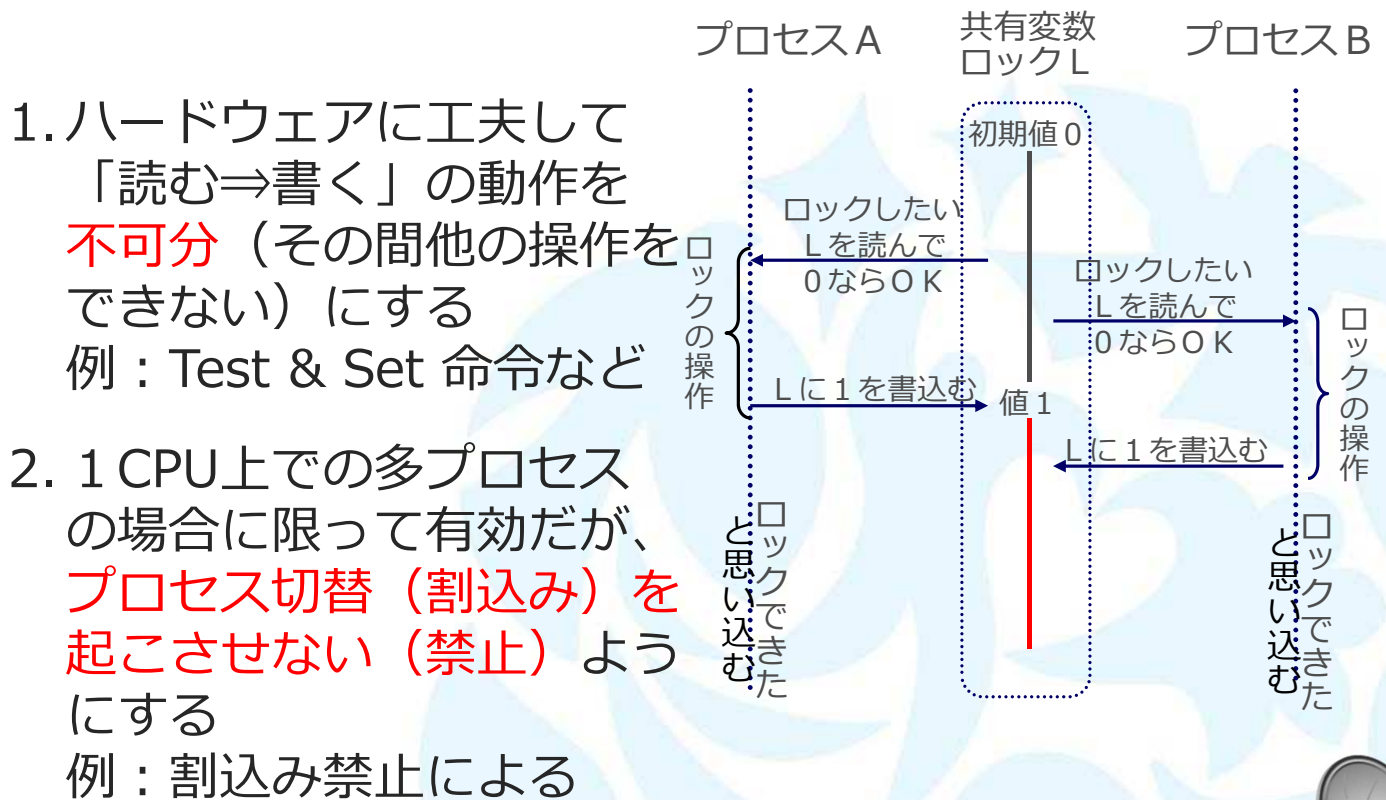 1. ハードウェアに工夫して
「読む⇒書く」の動作を
不可分（その間他の操作を
できない）にする
例：Test & Set 命令など
2. １CPU上での多プロセス
の場合に限って有効だが、
プロセス切替（割込み）を
起こさせない（禁止）よう
にする
例：割込み禁止による
プロセスＡ
共有変数
ロックＬ
プロセスＢ
初期値０
ロックしたい
Ｌを読んで
０ならＯＫ
ロックの操作
Ｌに１を書込む
値１
ロックしたい
Ｌを読んで
０ならＯＫ
ロックの操作
Ｌに１を書込む
ロックできた
と思い込む
ロックできた
と思い込む